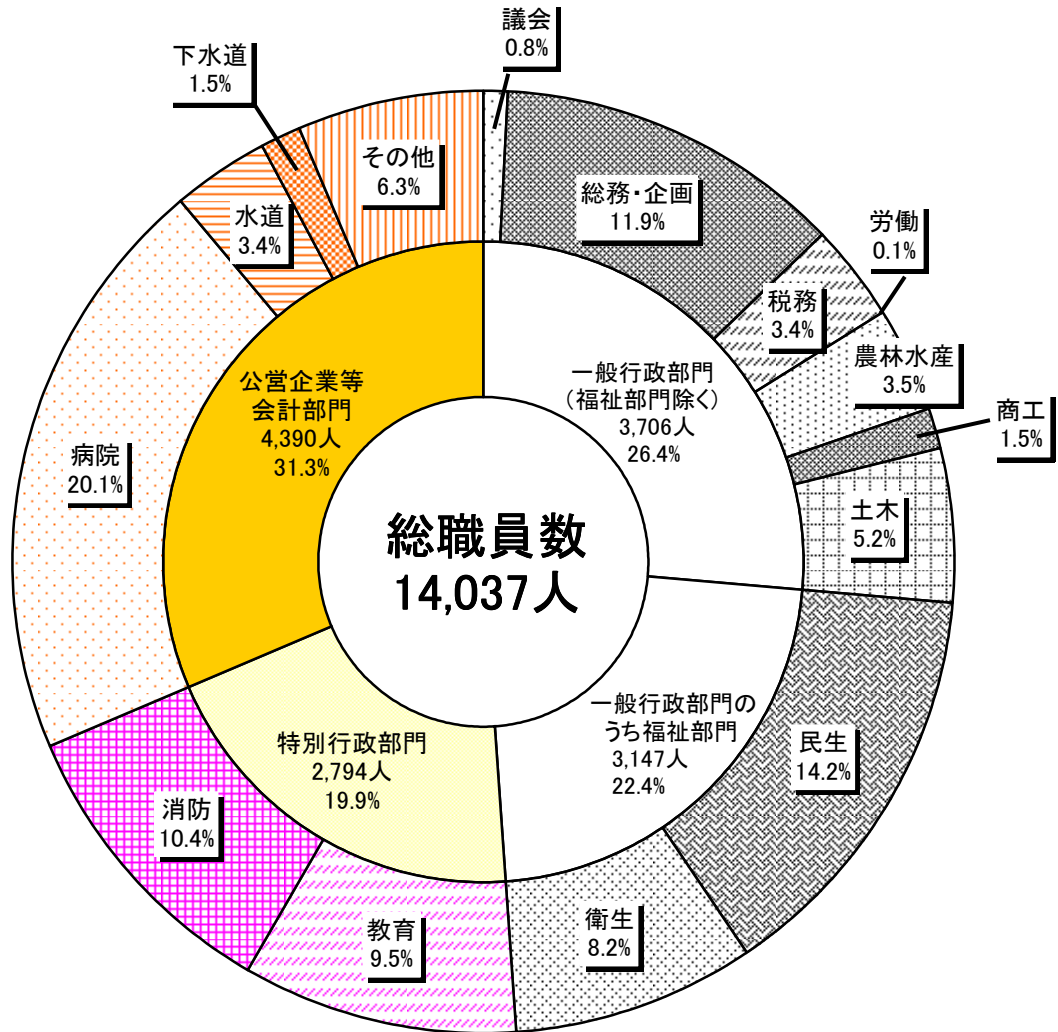 議会
0.8%
下水道
1.5%
その他
6.3%
総務・企画
11.9%
労働
0.1%
水道
3.4%
税務
3.4%
農林水産
3.5%
商工
1.5%
公営企業等
会計部門
4,390人
31.3%
一般行政部門
(福祉部門除く)
3,706人
26.4%
病院
20.1%
土木
5.2%
総職員数
14,037人
一般行政部門の
うち福祉部門
3,147人
22.4%
特別行政部門
2,794人
19.9%
民生
14.2%
消防
10.4%
教育
9.5%
衛生
8.2%